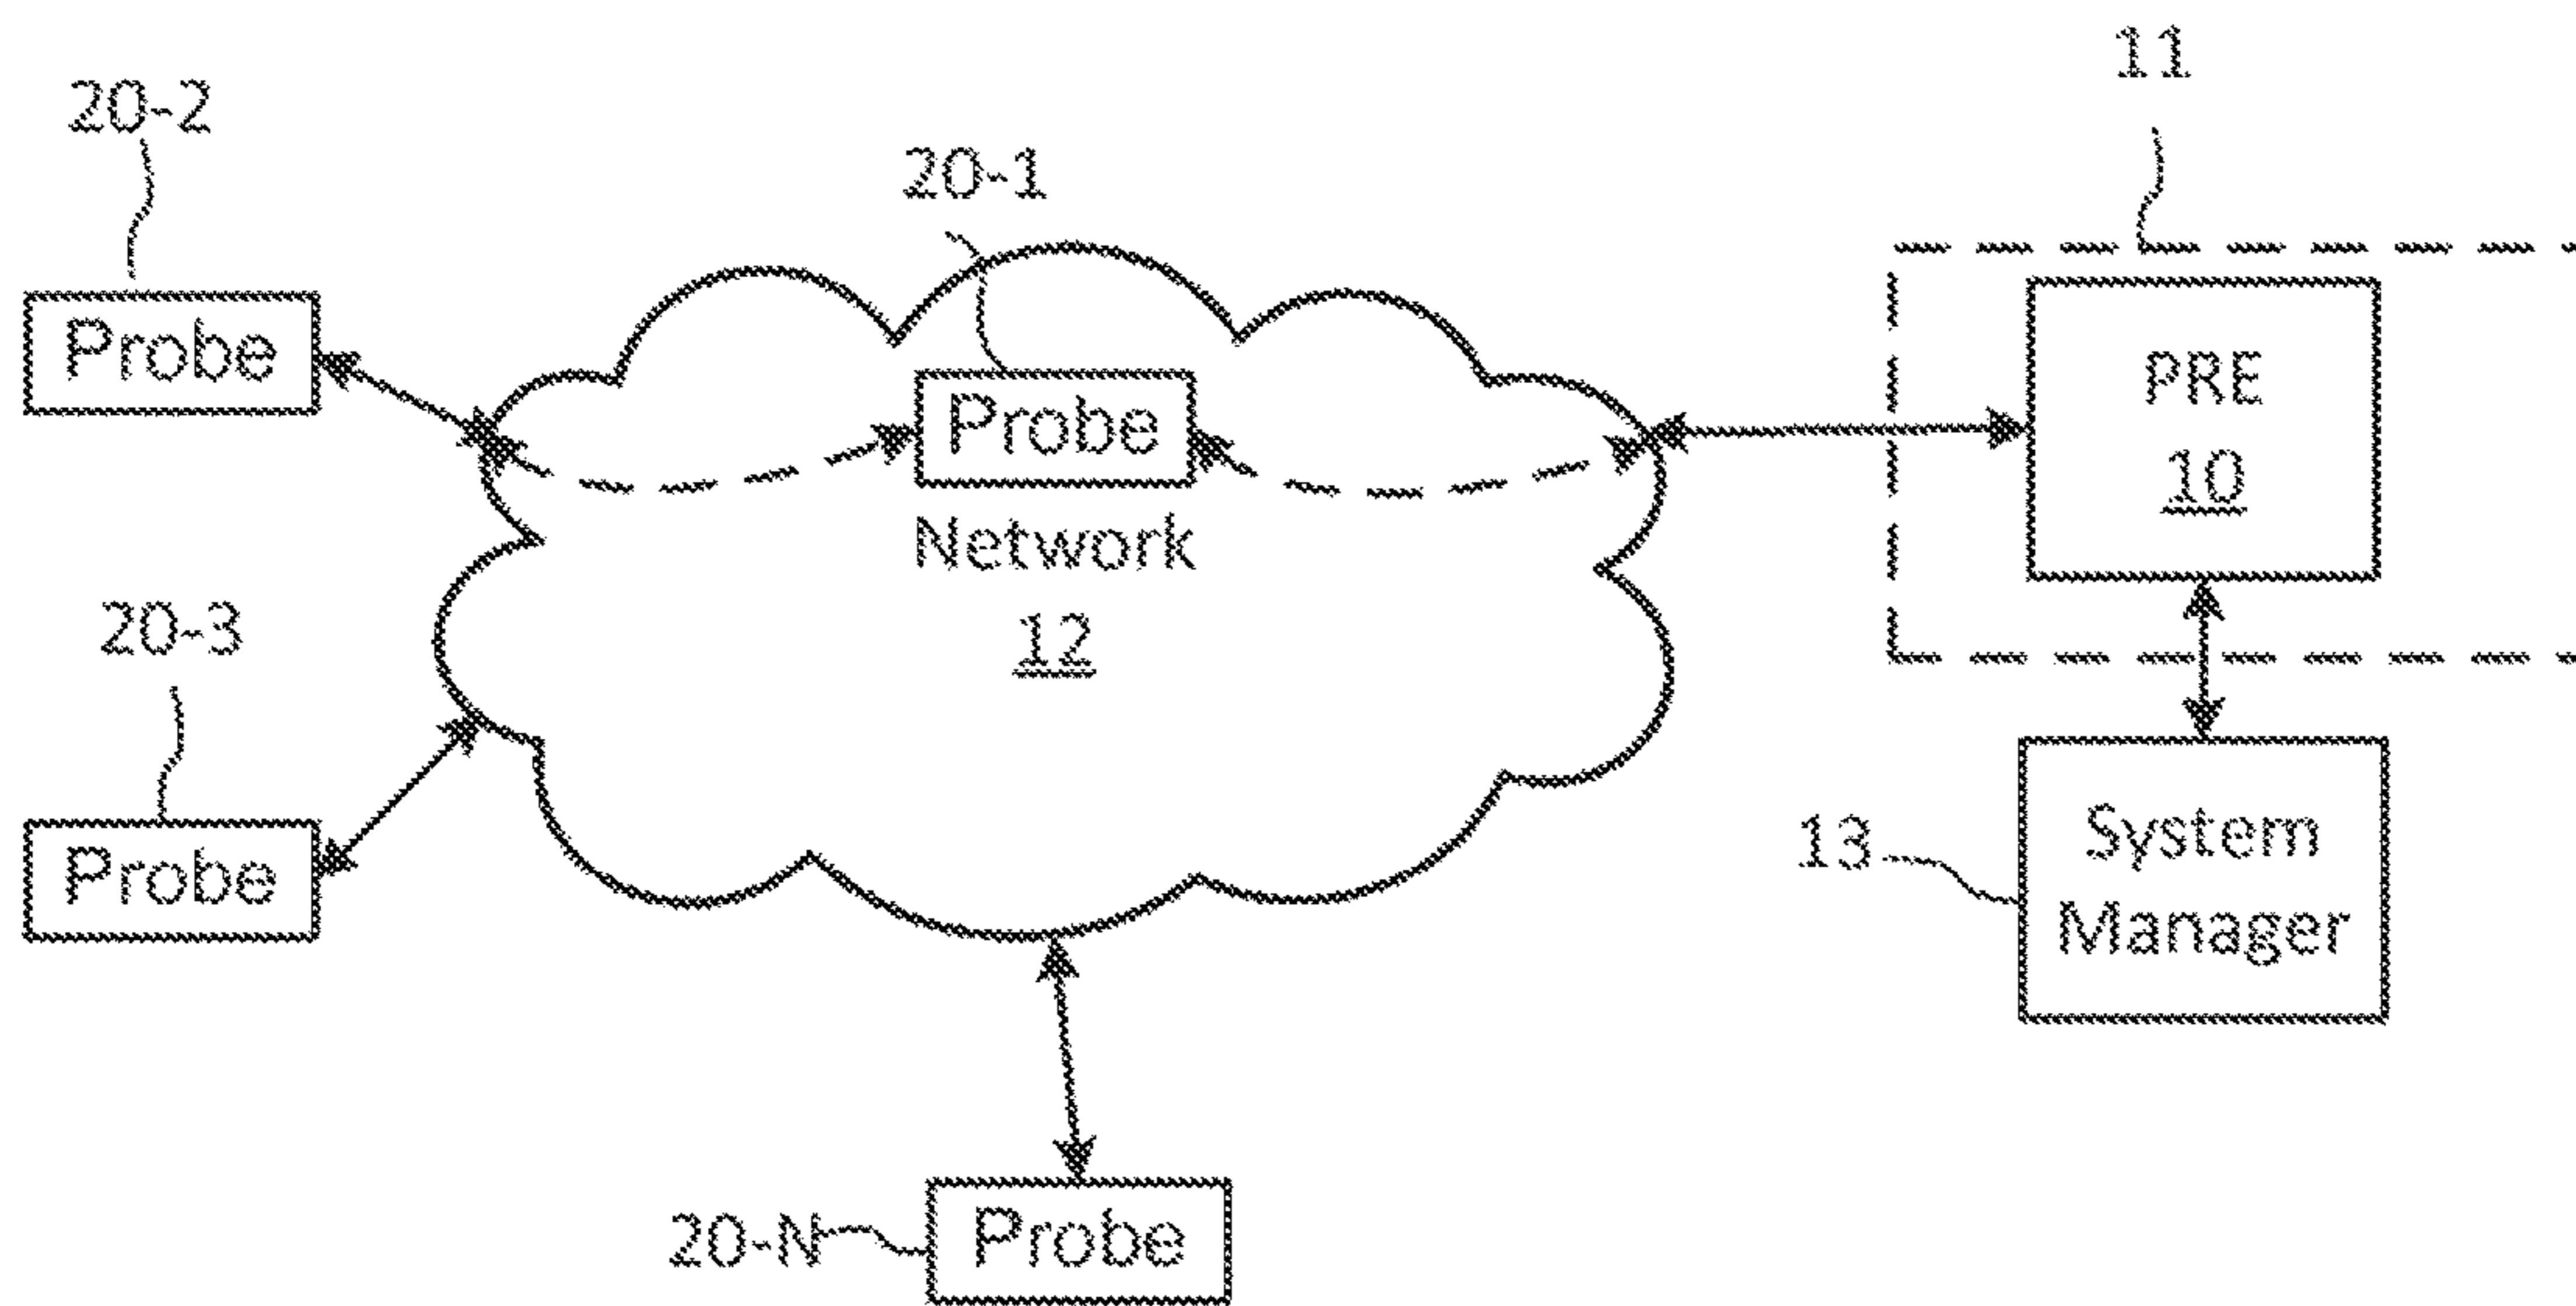 11
20-2
20-1
Probe
Probe
PRE
10
Network
12
20-3
Probe
13
System
Manager
20-N
Probe